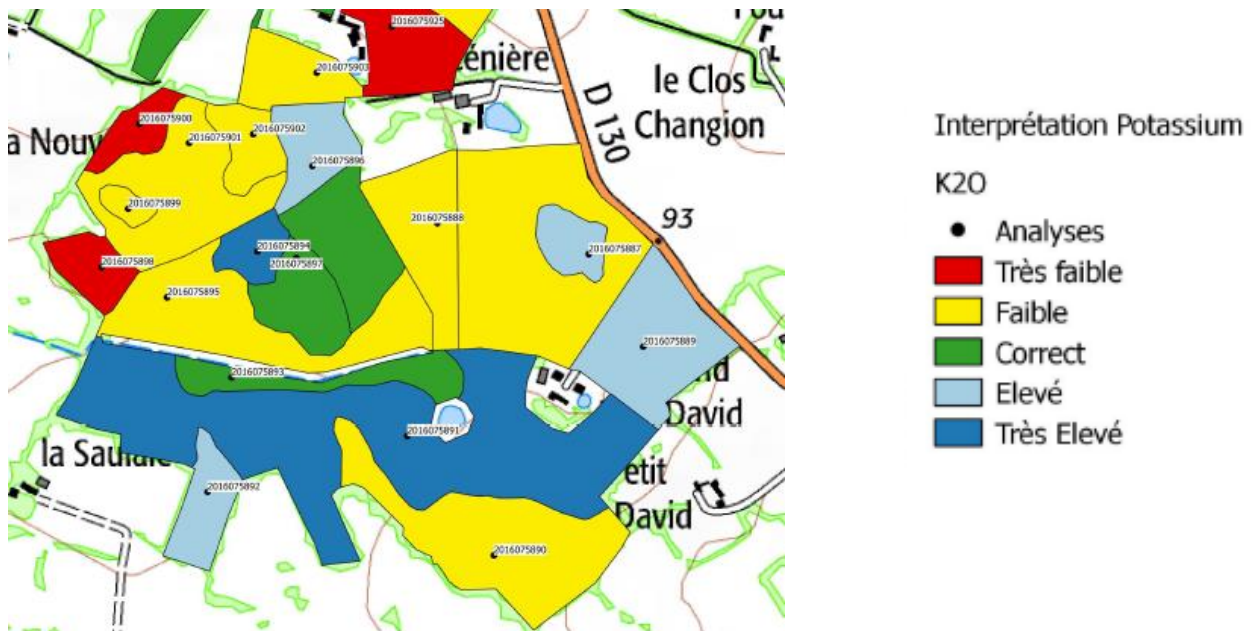 2016075925
2016075903
énière
le Clos
Changion
D 130
2016075900
2016075902
2016075901
a Nouv
2016075896
2016075899
2016075888
93
2016075894
2016075887
2016075897
2016075898
2016075895
2016075889
2016075893
nd
David
2016075891
la Saulaie
2016075892
etit
David
2016075890
Interprétation Potassium
K2O
Analyses
Très faible
Faible
Correct
Elevé
Très Elevé